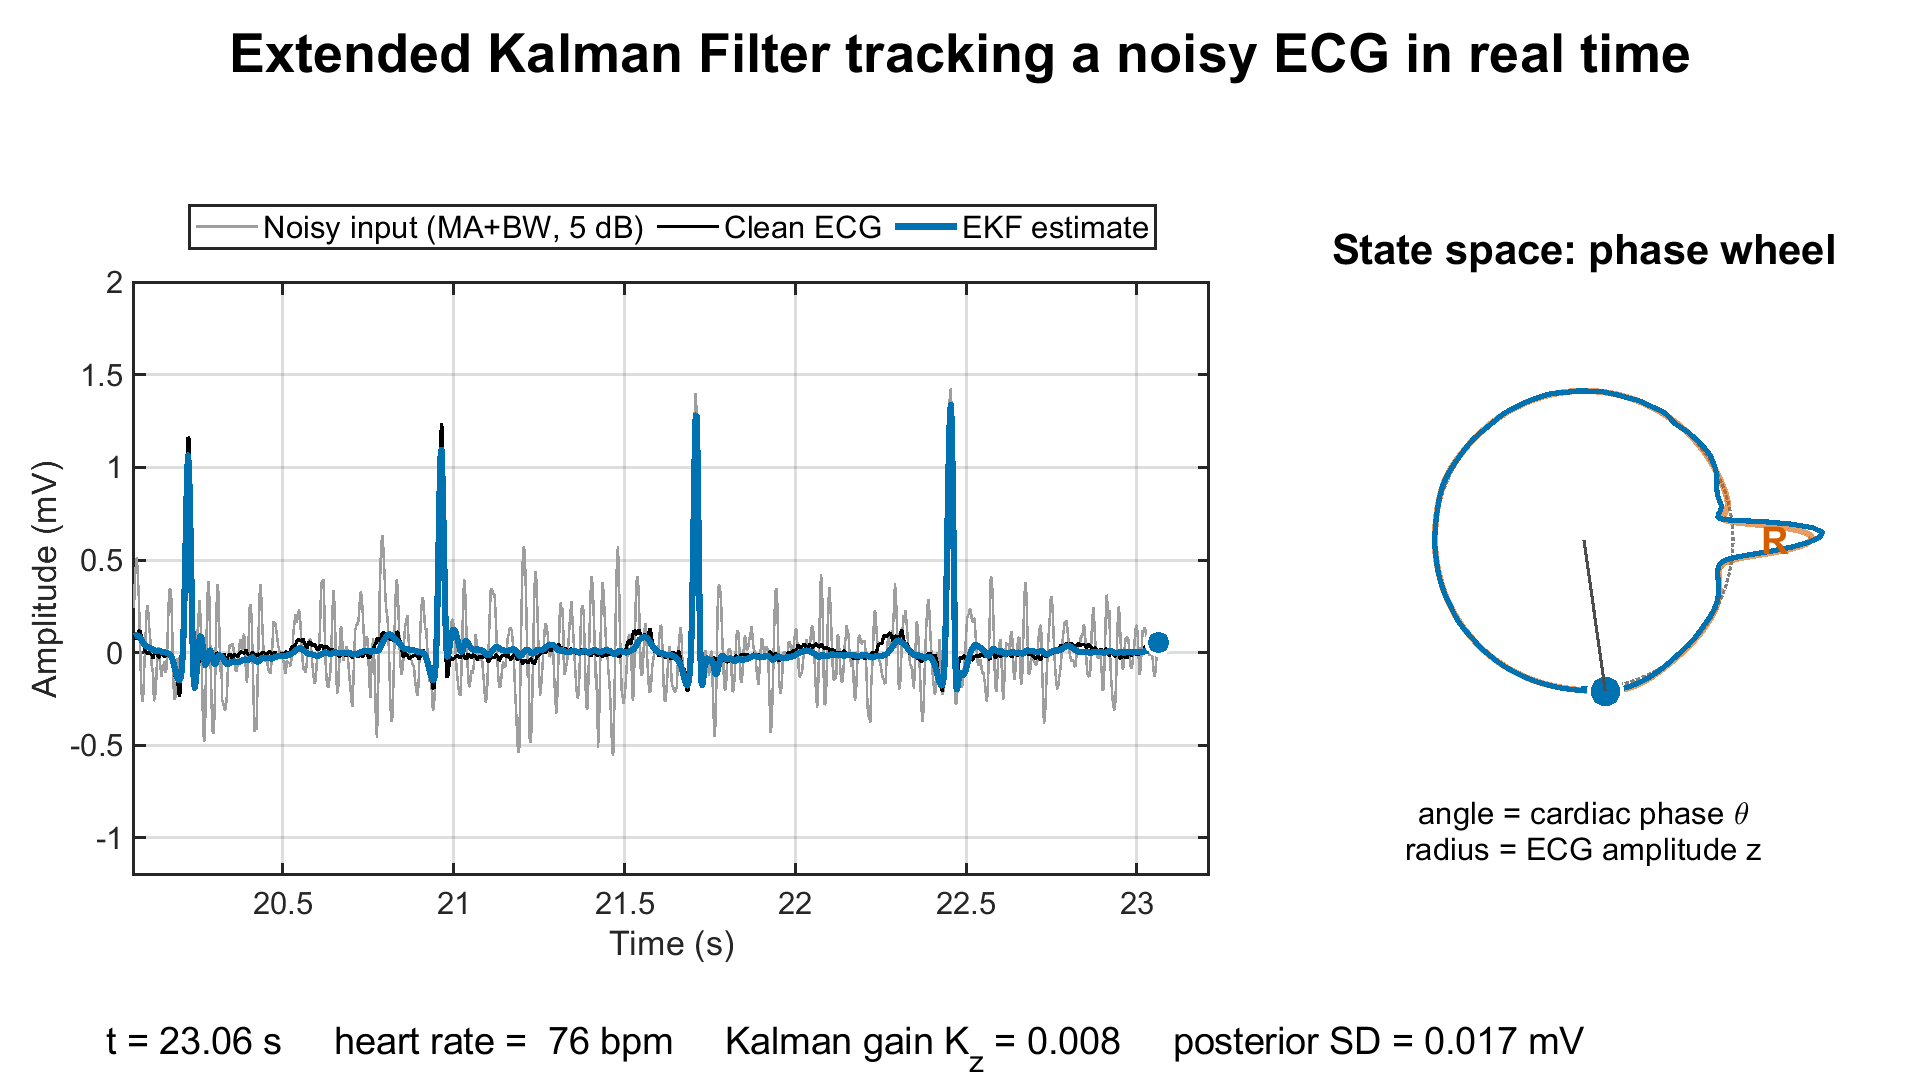 Extended Kalman Filter tracking a noisy ECG in real time
Noisy input (MA+BW, 5 dB) Clean ECG EKF estimate
State space: phase wheel
2
1.5
1
0.5
0
-0.5
-1
Amplitude (mV)
20.5 21 21.5 22 22.5 23
Time (s)
R
angle = cardiac phase θ
radius = ECG amplitude z
t = 23.06 s heart rate = 76 bpm Kalman gain K_z = 0.008 posterior SD = 0.017 mV